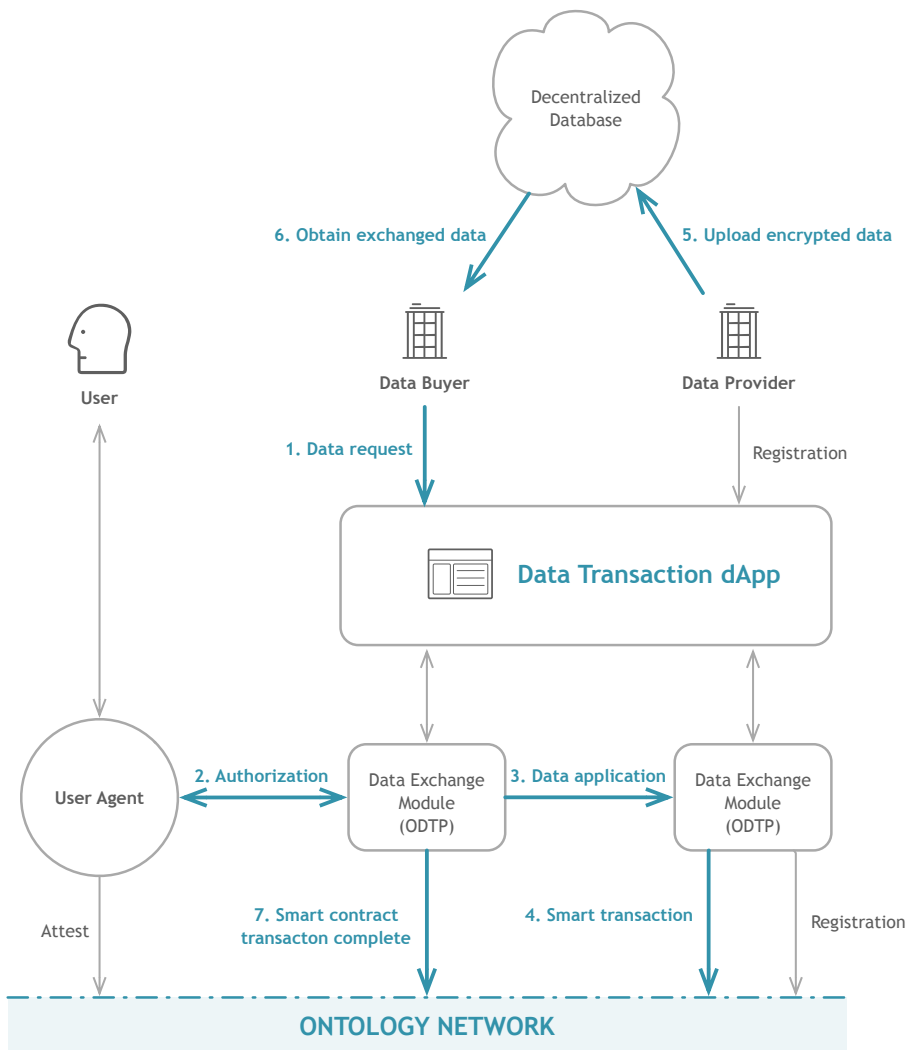 Decentralized
Database
6. Obtain exchanged data
5. Upload encrypted data
User
Data Buyer
Data Provider
1. Data request
Registration
Data Transaction dApp
User Agent
2. Authorization
Data Exchange
Module
(ODTP)
3. Data application
Data Exchange
Module
(ODTP)
Attest
7. Smart contract
transacton complete
4. Smart transaction
Registration
ONTOLOGY NETWORK